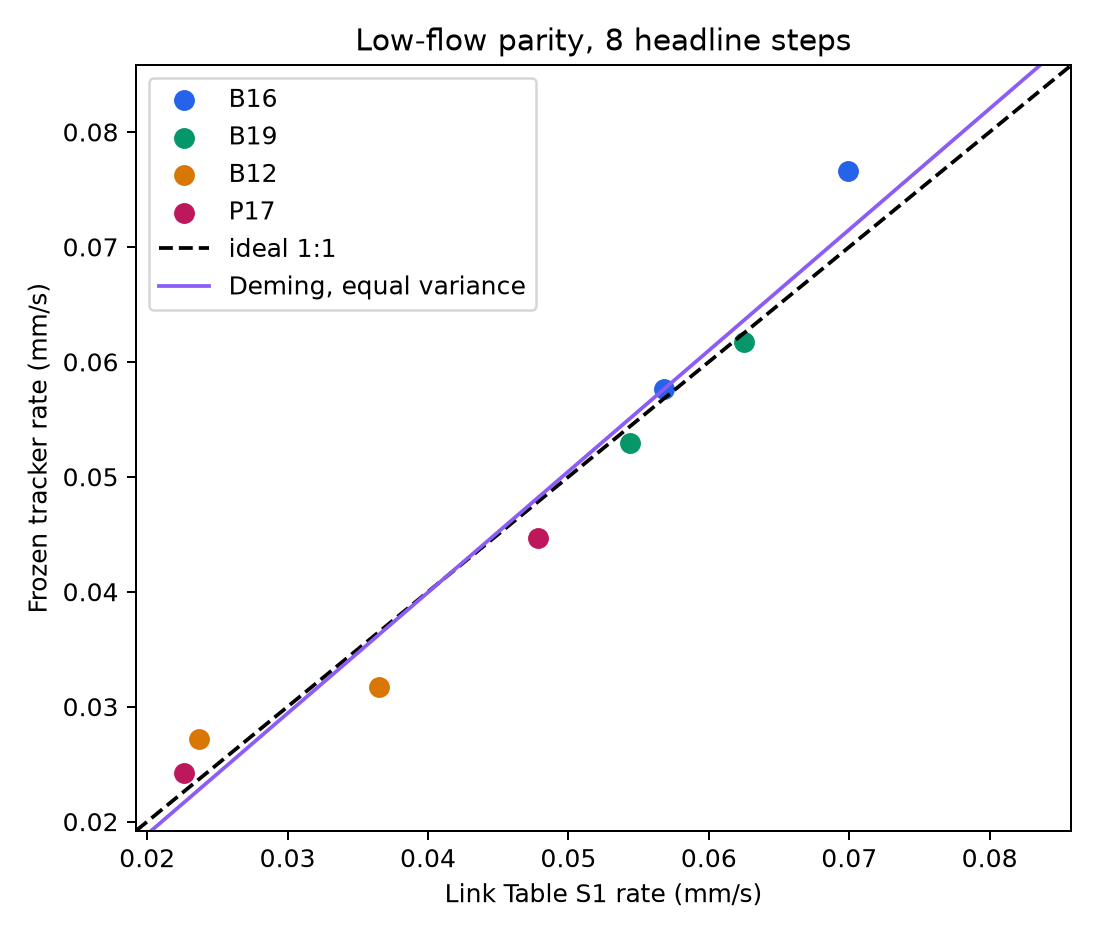 Low-flow parity, 8 headline steps
B16
B19
B12
P17
ideal 1:1
Deming, equal variance
Frozen tracker rate (mm/s)
0.08
0.07
0.06
0.05
0.04
0.03
0.02
0.02 0.03 0.04 0.05 0.06 0.07 0.08
Link Table S1 rate (mm/s)